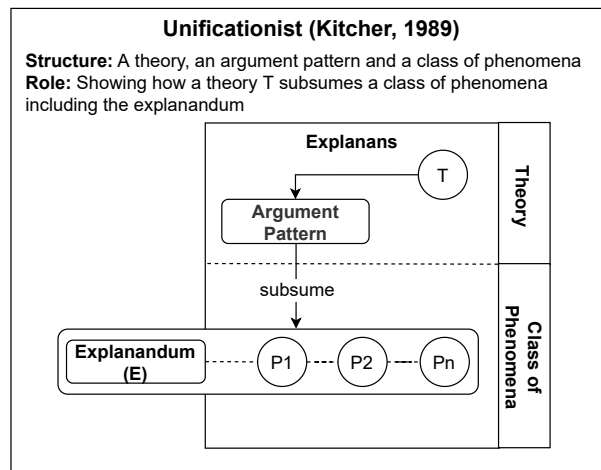 Unificationist (Kitcher, 1989)
Structure: A theory, an argument pattern and a class of phenomena
Role: Showing how a theory T subsumes a class of phenomena
including the explanandum
Explanans
T
Theory
Argument
Pattern
subsume
Class of
Phenomena
Explanandum
(E)
P1
P2
Pn